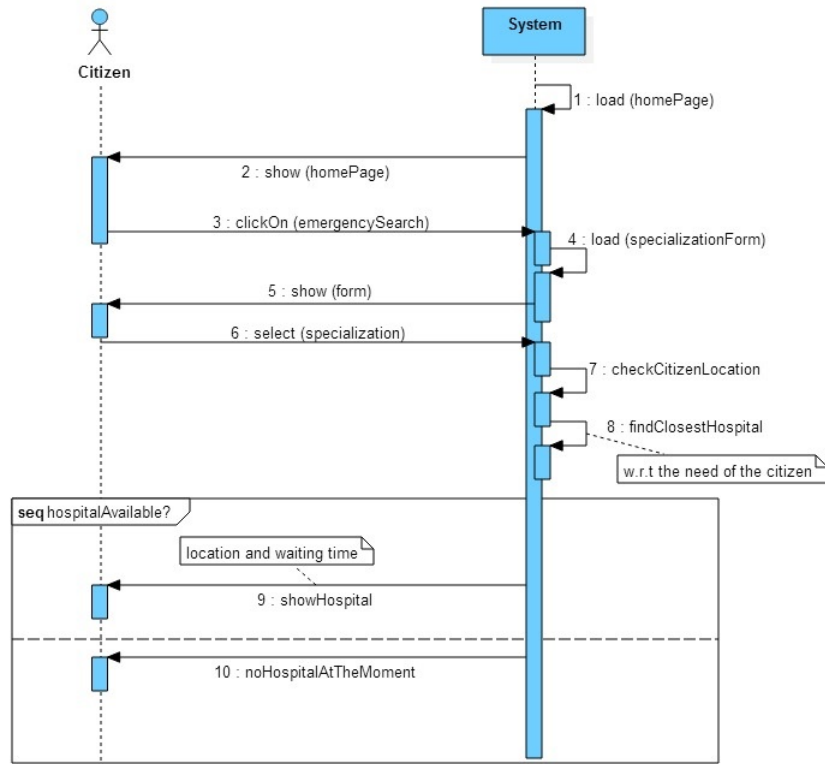 System
Citizen
1 : load (homePage)
2 : show (homePage)
3 : clickOn (emergencySearch)
4 : load (specializationForm)
5 : show (form)
6 : select (specialization)
7 : checkCitizenLocation
8 : findClosestHospital
w.r.t the need of the citizen
seq hospitalAvailable?
location and waiting time
9 : showHospital
10 : noHospitalAtTheMoment